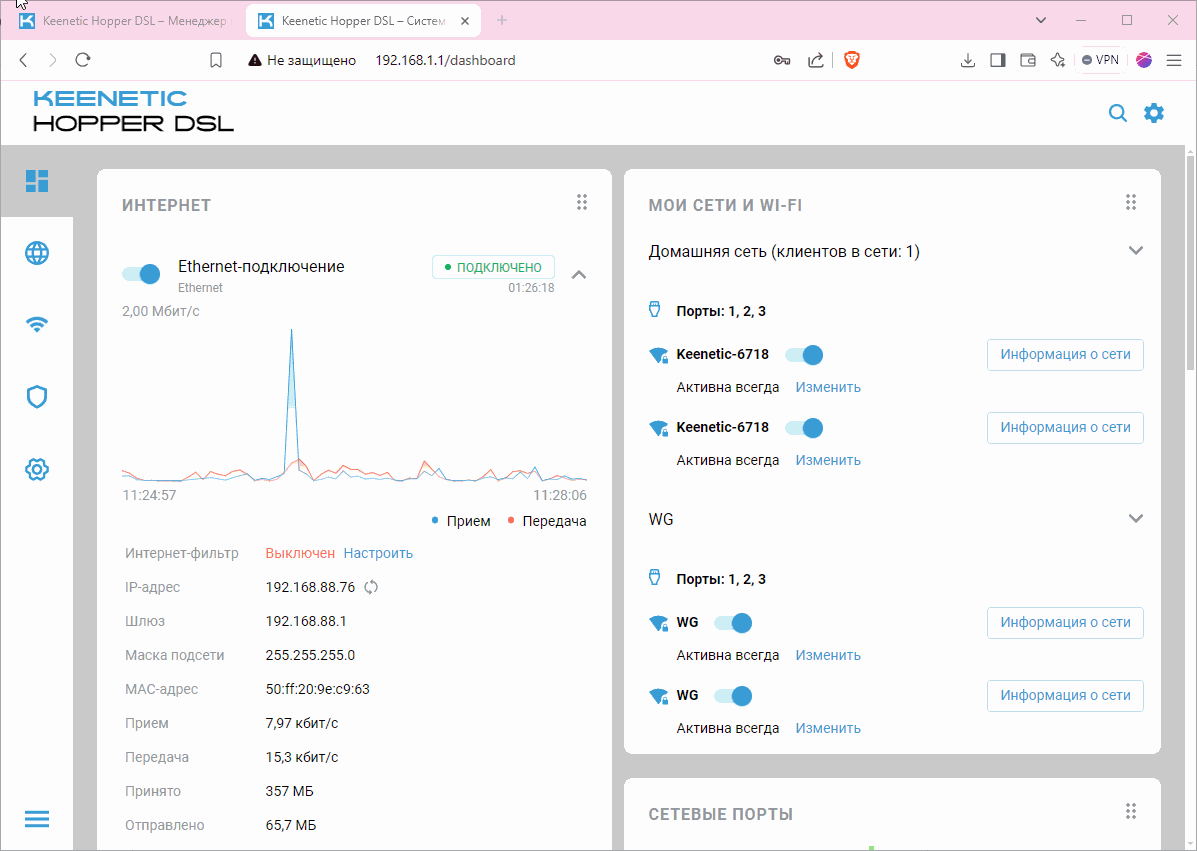 Keenetic Hopper DSL – Менеджер
Keenetic Hopper DSL – Систем
Не защищено
192.168.1.1/dashboard
VPN
KEENETIC
HOPPER DSL
ИНТЕРНЕТ
Ethernet-подключение
ПОДКЛЮЧЕНО
Ethernet
01:26:18
2,00 Мбит/с
11:24:57
11:28:06
Прием
Передача
Интернет-фильтр Выключен Настроить
IP-адрес 192.168.88.76
Шлюз 192.168.88.1
Маска подсети 255.255.255.0
MAC-адрес 50:ff:20:9e:c9:63
Прием 7,97 кбит/с
Передача 15,3 кбит/с
Принято 357 МБ
Отправлено 65,7 МБ
МОИ СЕТИ И WI-FI
Домашняя сеть (клиентов в сети: 1)
Порты: 1, 2, 3
Keenetic-6718
Информация о сети
Активна всегда Изменить
Keenetic-6718
Информация о сети
Активна всегда Изменить
WG
Порты: 1, 2, 3
WG
Информация о сети
Активна всегда Изменить
WG
Информация о сети
Активна всегда Изменить
СЕТЕВЫЕ ПОРТЫ